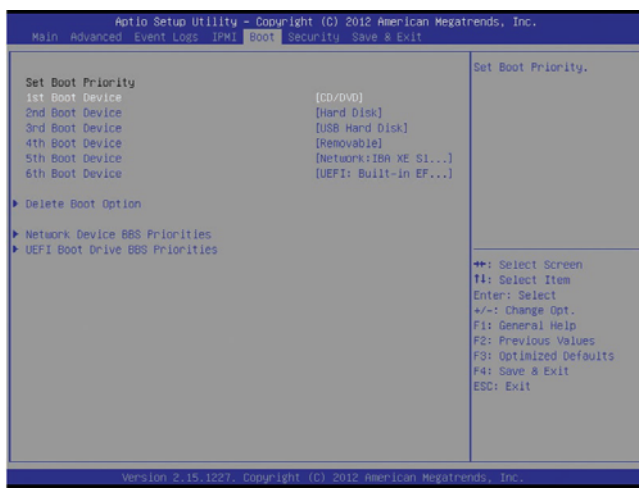 Aptio Setup Utility – Copyright (C) 2012 American Megatrends, Inc.
Main Advanced Event Logs IPMI Boot Security Save & Exit
Set Boot Priority
1st Boot Device [CD/DVD]
2nd Boot Device [Hard Disk]
3rd Boot Device [USB Hard Disk]
4th Boot Device [Removable]
5th Boot Device [Network:IBA XE Sl...]
6th Boot Device [UEFI: Built-in EF...]
Delete Boot Option
Network Device BBS Priorities
UEFI Boot Drive BBS Priorities
Set Boot Priority.
↔: Select Screen
↑↓: Select Item
Enter: Select
+/-: Change Opt.
F1: General Help
F2: Previous Values
F3: Optimized Defaults
F4: Save & Exit
ESC: Exit
Version 2.15.1227. Copyright (C) 2012 American Megatrends, Inc.